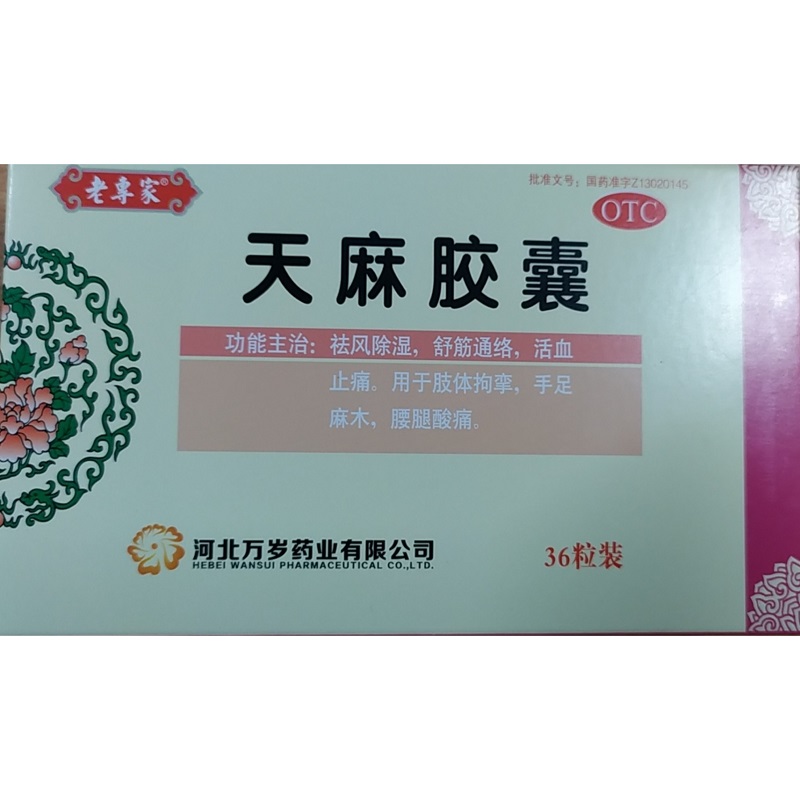 老專家®
批准文号：国药准字Z13020145
OTC
天麻胶囊
功能主治：祛风除湿，舒筋通络，活血
止痛。用于肢体拘挛，手足
麻木，腰腿酸痛。
河北万岁药业有限公司
HEBEI WANSUI PHARMACEUTICAL CO.,LTD.
36粒装